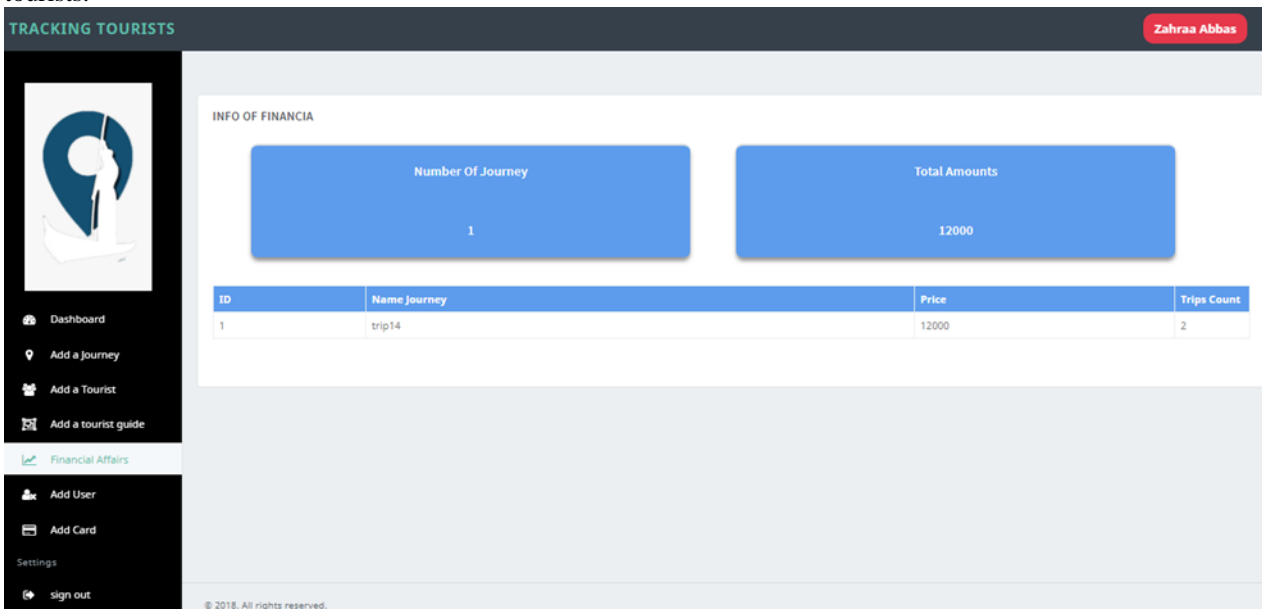 tourists.
TRACKING TOURISTS
Zahraa Abbas
INFO OF FINANCIA
Number Of Journey
1
Total Amounts
12000
ID Name Journey Price Trips Count
1 trip14 12000 2
Dashboard
Add a Journey
Add a Tourist
Add a tourist guide
Financial Affairs
Add User
Add Card
Settings
sign out
© 2018. All rights reserved.